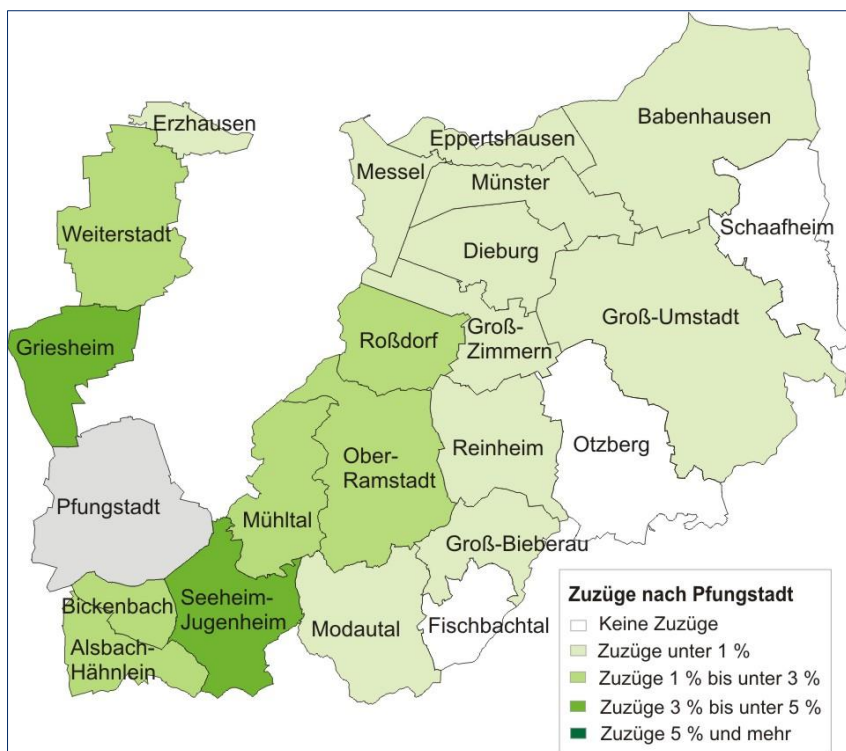 Erzhausen
Babenhausen
Eppertshausen
Messel
Münster
Schaafheim
Weiterstadt
Dieburg
Groß-Umstadt
Griesheim
Roßdorf
Groß-
Zimmern
Otzberg
Reinheim
Ober-
Ramstadt
Pfungstadt
Mühltal
Groß-Bieberau
Bickenbach
Seeheim-
Jugenheim
Modautal
Fischbachtal
Alsbach-
Hähnlein
Zuzüge nach Pfungstadt
Keine Zuzüge
Zuzüge unter 1 %
Zuzüge 1 % bis unter 3 %
Zuzüge 3 % bis unter 5 %
Zuzüge 5 % und mehr